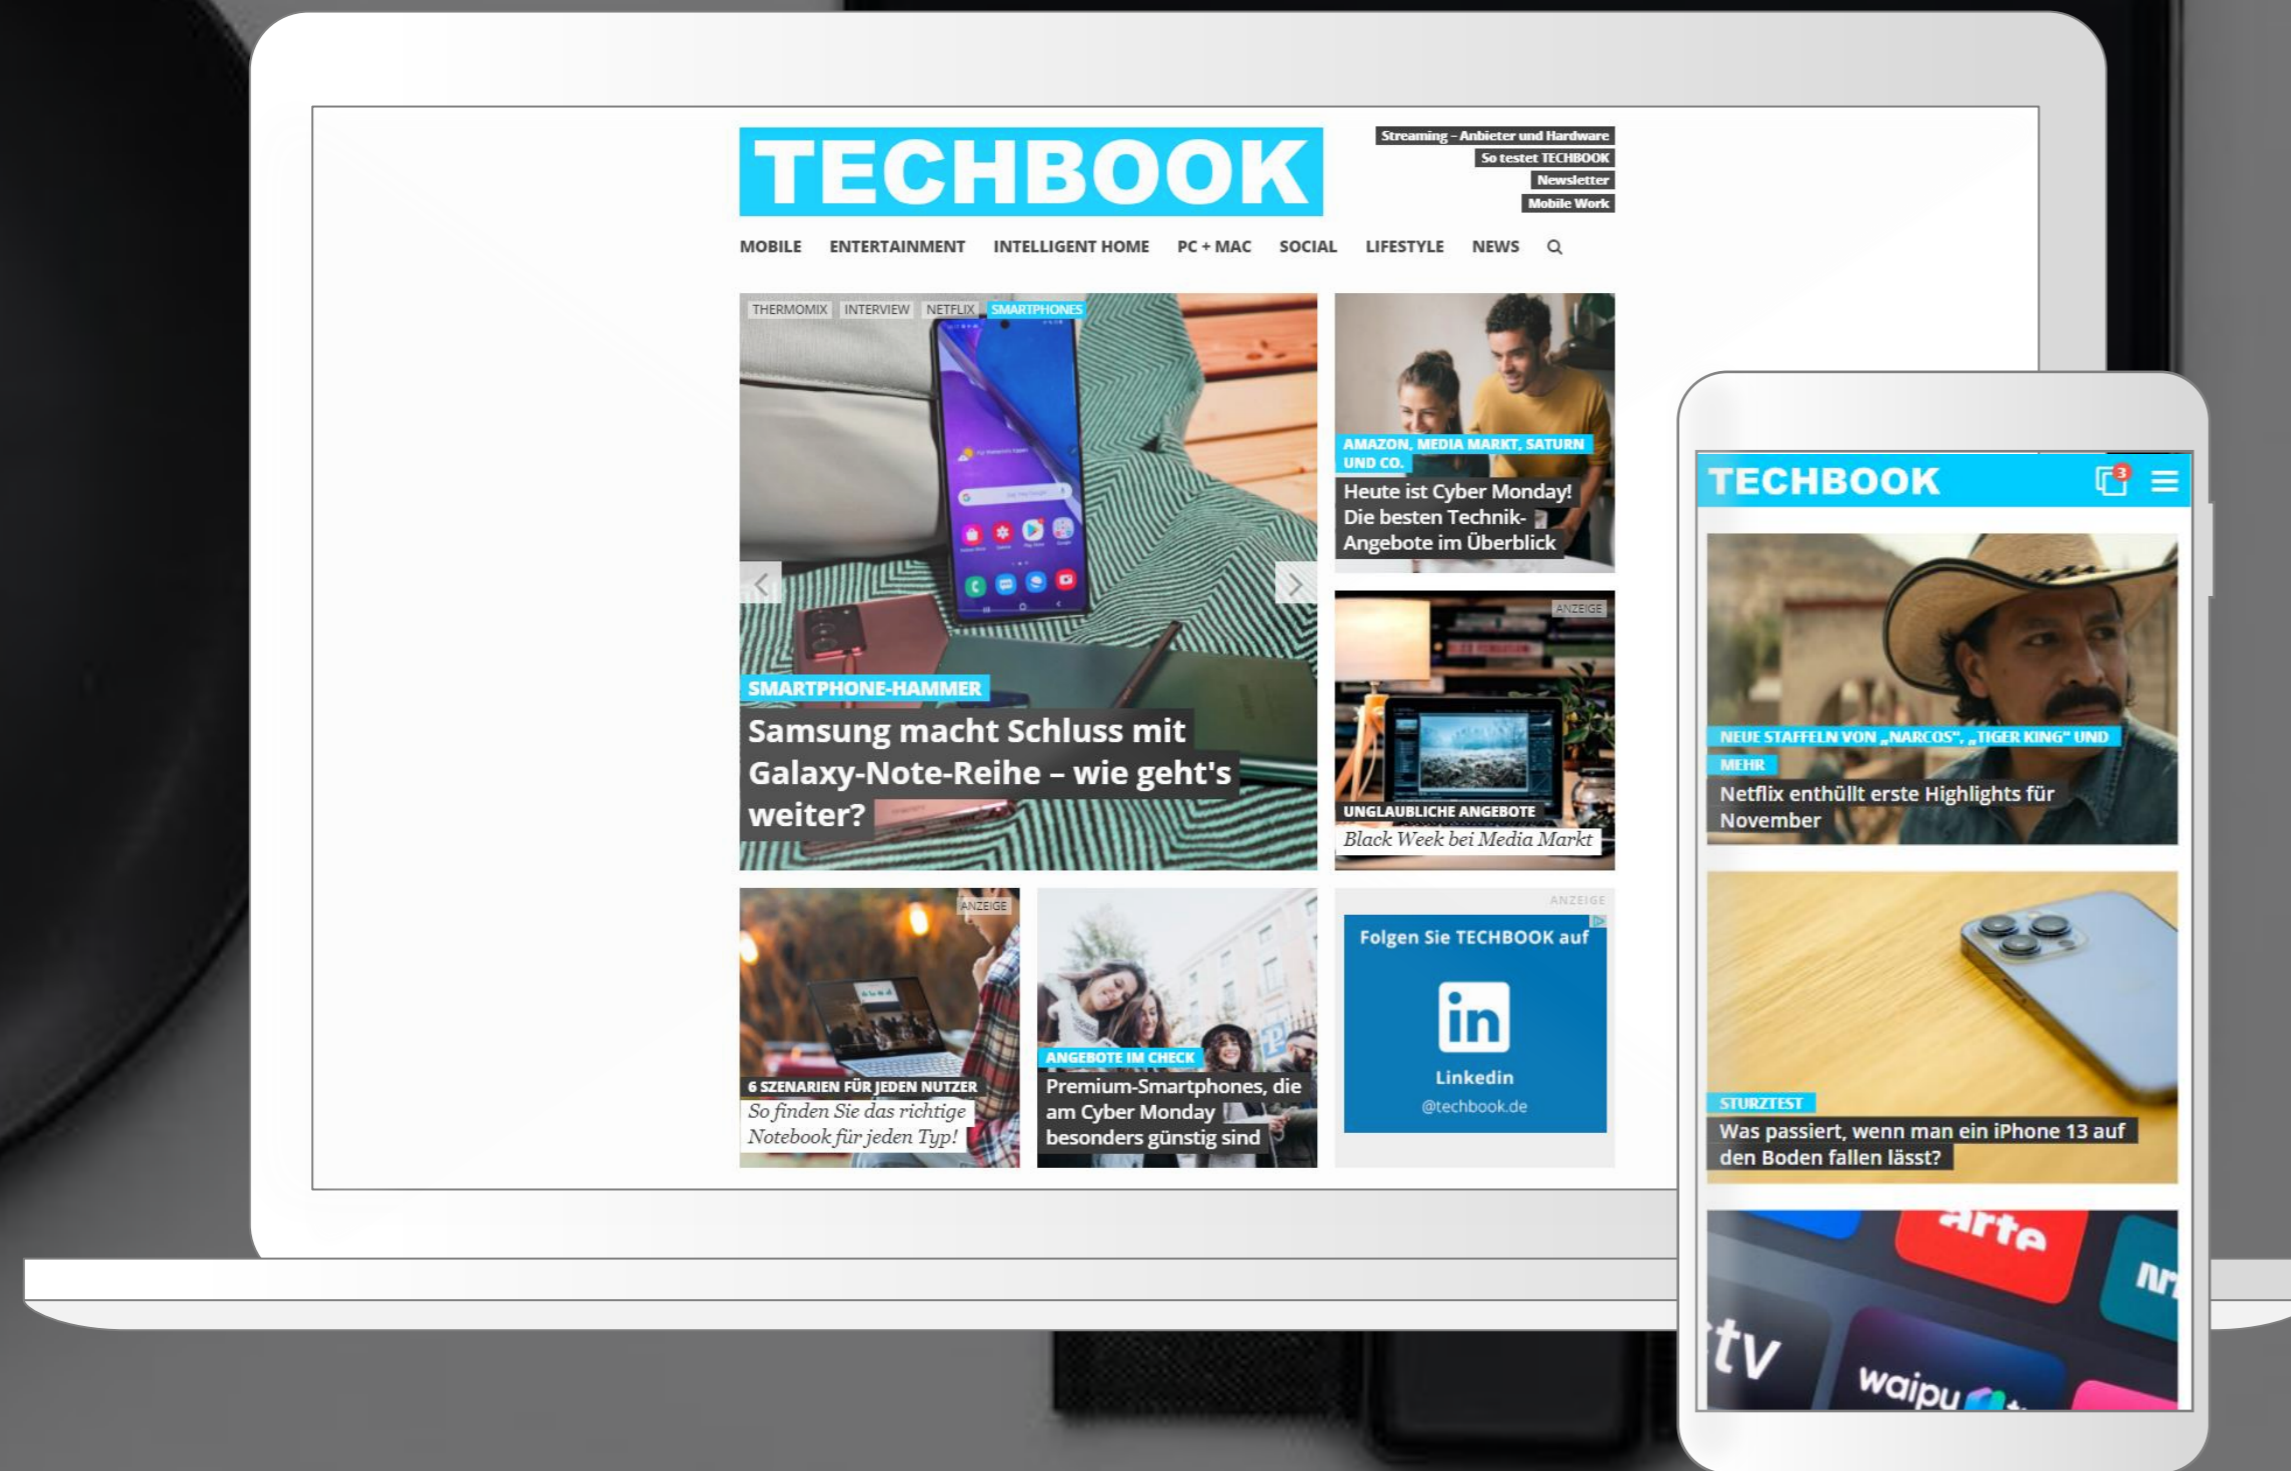 TECHBOOK
Streaming – Anbieter und Hardware
So testet TECHBOOK
Newsletter
Mobile Work
MOBILE ENTERTAINMENT INTELLIGENT HOME PC + MAC SOCIAL LIFESTYLE NEWS
THERMOMIX INTERVIEW NETFLIX SMARTPHONES
SMARTPHONE-HAMMER
Samsung macht Schluss mit
Galaxy-Note-Reihe – wie geht's
weiter?
AMAZON, MEDIA MARKT, SATURN
UND CO.
Heute ist Cyber Monday!
Die besten Technik-
Angebote im Überblick
ANZEIGE
UNGLAUBLICHE ANGEBOTE
Black Week bei Media Markt
ANZEIGE
6 SZENARIEN FÜR JEDEN NUTZER
So finden Sie das richtige
Notebook für jeden Typ!
ANGEBOTE IM CHECK
Premium-Smartphones, die
am Cyber Monday
besonders günstig sind
ANZEIGE
Folgen Sie TECHBOOK auf
in
Linkedin
@techbook.de
TECHBOOK
3
NEUE STAFFELN VON „NARCOS“, „TIGER KING“ UND
MEHR
Netflix enthüllt erste Highlights für
November
STURZTEST
Was passiert, wenn man ein iPhone 13 auf
den Boden fallen lässt?
arte
tv
waipu